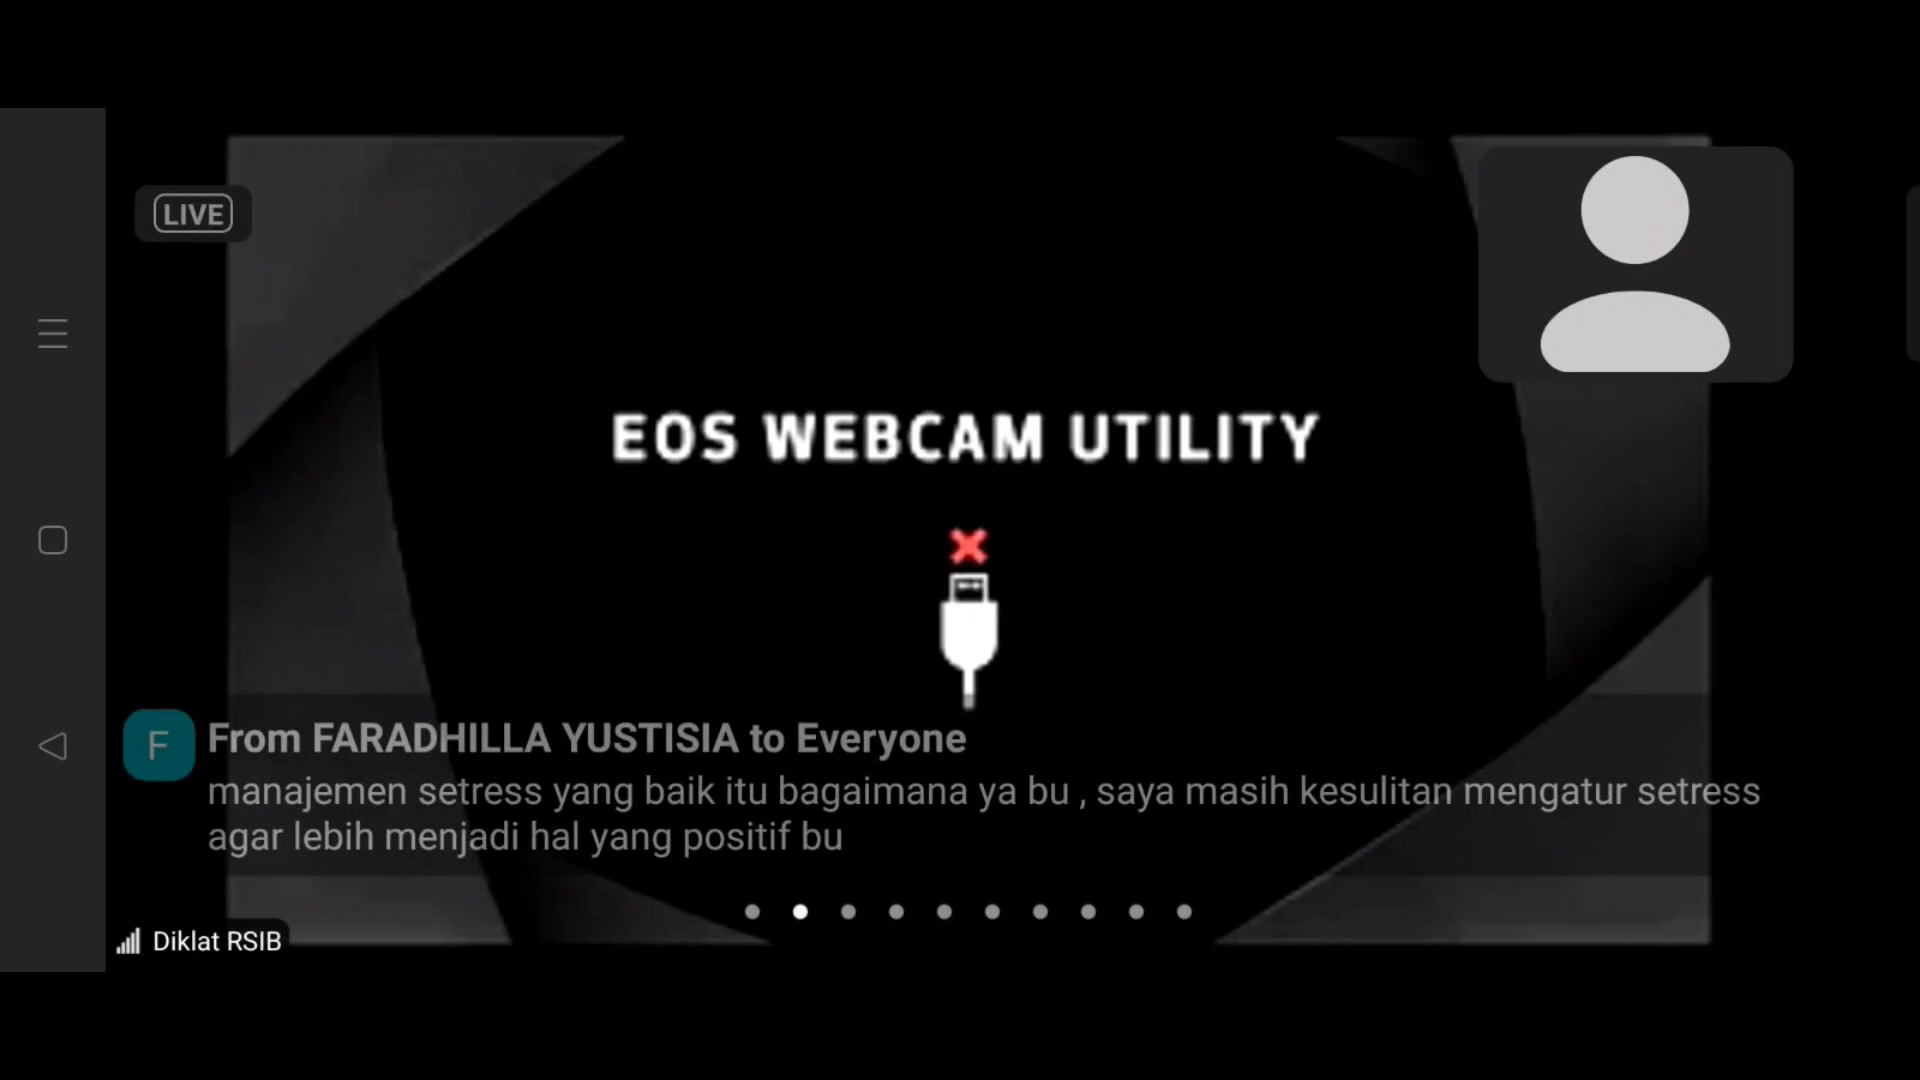 LIVE
EOS WEBCAM UTILITY
F
From FARADHILLA YUSTISIA to Everyone
manajemen setress yang baik itu bagaimana ya bu , saya masih kesulitan mengatur setress
agar lebih menjadi hal yang positif bu
Diklat RSIB